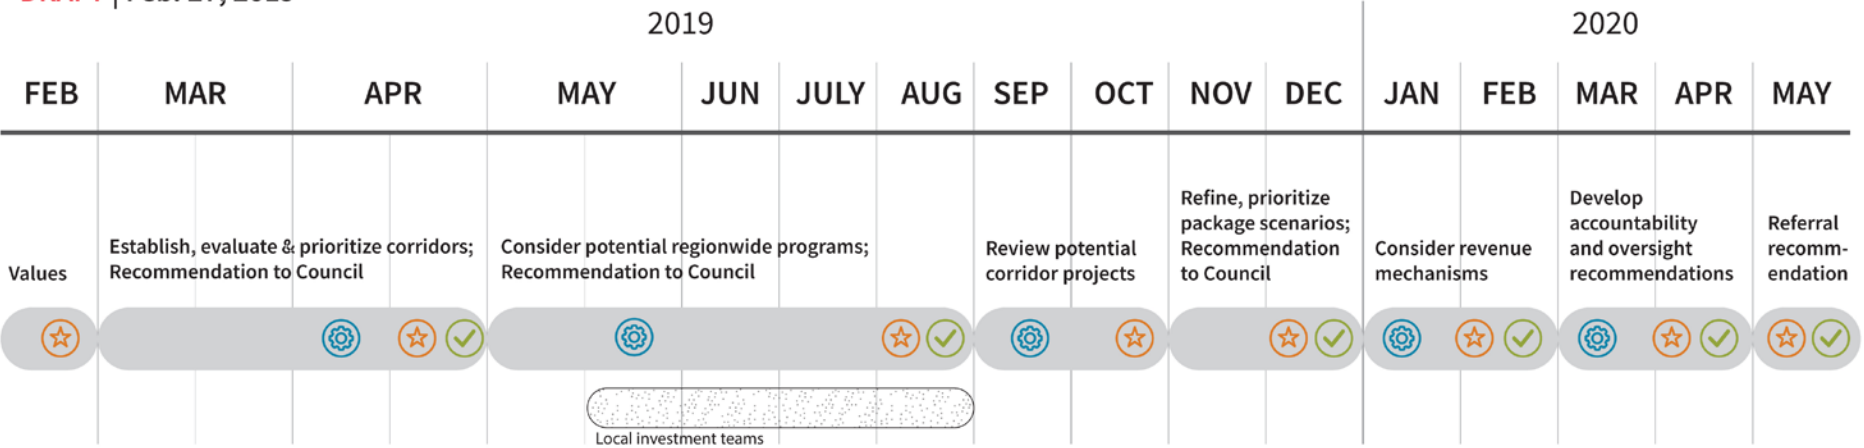 2019
2020
FEB MAR APR MAY JUN JULY AUG SEP OCT NOV DEC JAN FEB MAR APR MAY
Values
Establish, evaluate & prioritize corridors;
Recommendation to Council
Consider potential regionwide programs;
Recommendation to Council
Review potential
corridor projects
Refine, prioritize
package scenarios;
Recommendation
to Council
Consider revenue
mechanisms
Develop
accountability
and oversight
recommendations
Referral
recomm-
endation
Local investment teams